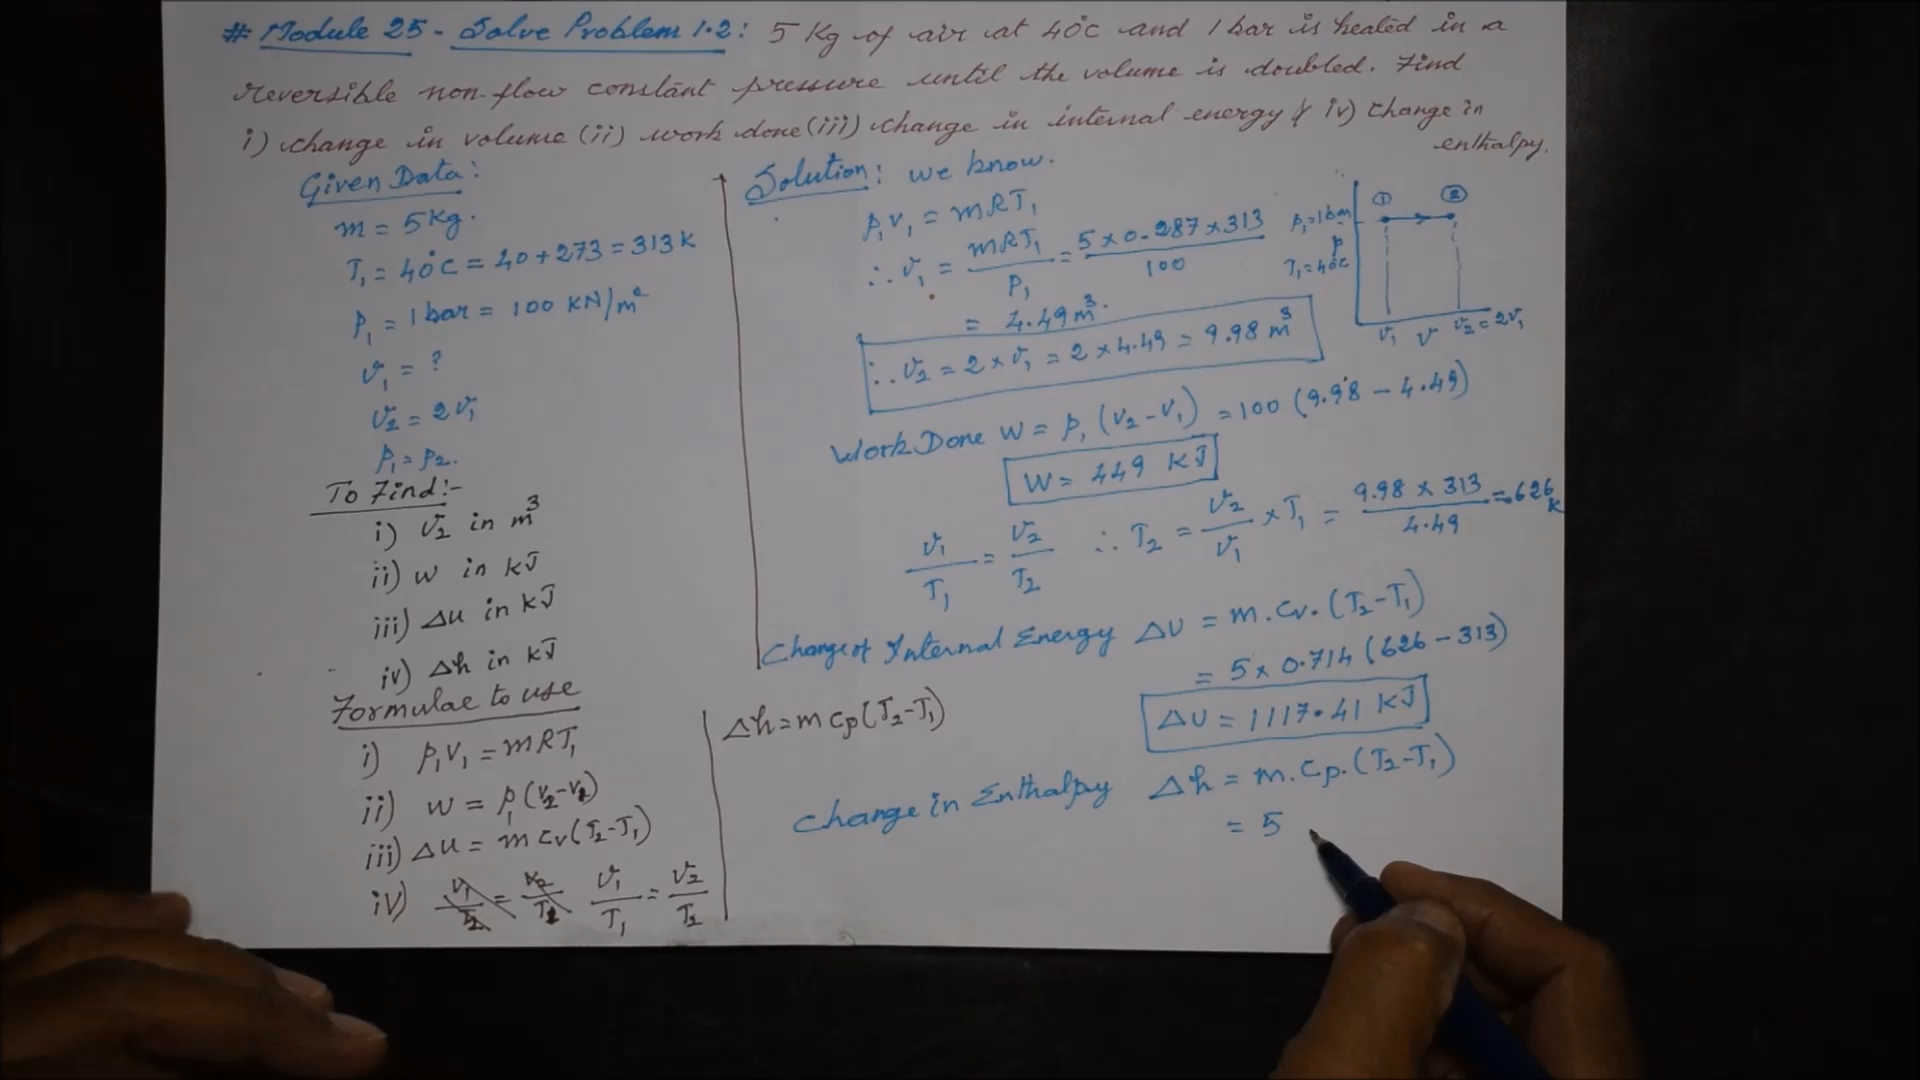 # Module 25 - Solve Problem 1.2: 5 Kg of air at 40°c and 1 bar is heated in a
reversible non-flow constant pressure until the volume is doubled. Find
i) change in volume (ii) work done (iii) change in internal energy & iv) change in
enthalpy.
Given Data:
m = 5 Kg.
T₁ = 40°C = 40 + 273 = 313 K
P₁ = 1 bar = 100 KN/m²
V₁ = ?
V₂ = 2V₁
P₁ = P₂.
To Find:-
i) V₂ in m³
ii) W in kJ
iii) ΔU in kJ
iv) Δh in kJ
Formulae to use
i) P₁V₁ = mRT₁
ii) W = P₁(V₂-V₁)
iii) ΔU = m Cv(T₂-T₁)
iv) V₁/T₁ = V₂/T₂
Δh = m Cp(T₂-T₁)
Solution: we know.
P₁V₁ = mRT₁
∴ V₁ = mRT₁/P₁ = 5 × 0.287 × 313/100
= 4.49 m³.
∴ V₂ = 2 × V₁ = 2 × 4.49 = 9.98 m³
Work Done W = P₁ (V₂-V₁) = 100 (9.98 - 4.49)
W = 449 KJ
V₁/T₁ = V₂/T₂ ∴ T₂ = V₂/V₁ × T₁ = 9.98 × 313/4.49 = 626 K
Change of Internal Energy ΔU = m. Cv. (T₂-T₁)
= 5 × 0.714 (626 - 313)
ΔU = 1117.41 KJ
Change in Enthalpy Δh = m. Cp. (T₂-T₁)
= 5
① ②
P₁=1bar
P
T₁=40°C
V₁ V V₂=2V₁